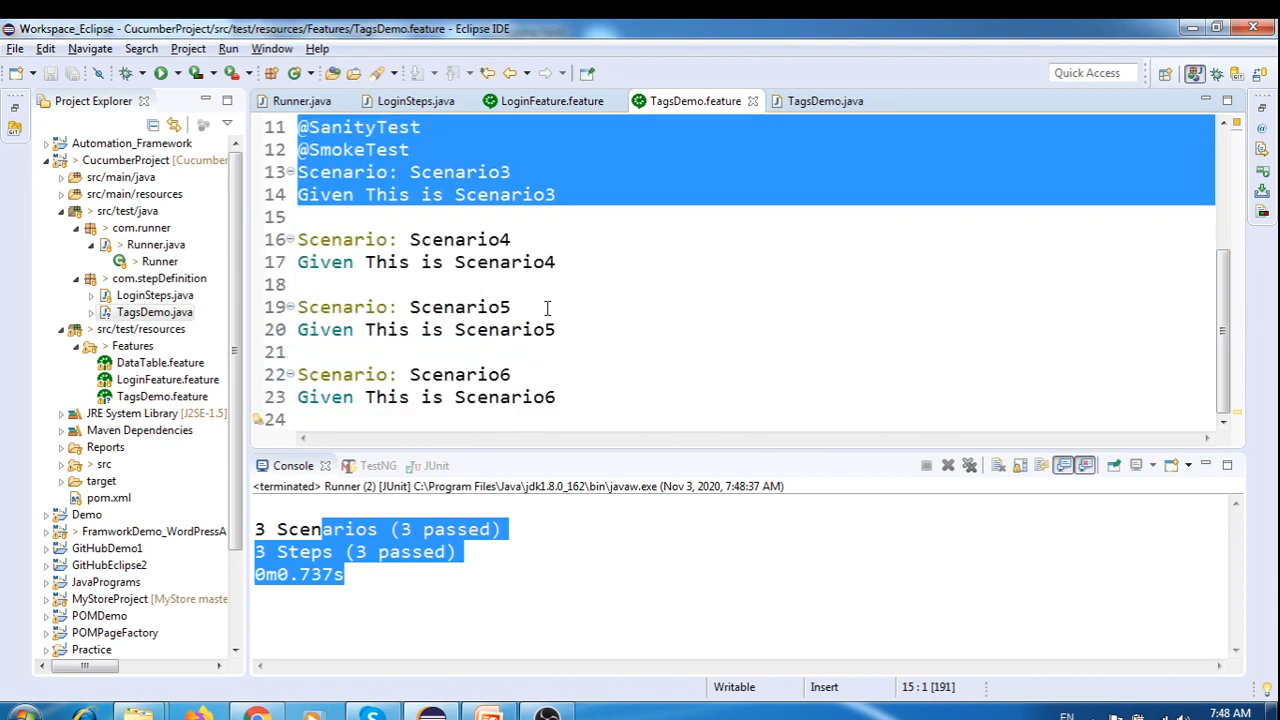 Workspace_Eclipse - CucumberProject/src/test/resources/Features/TagsDemo.feature - Eclipse IDE
File Edit Navigate Search Project Run Window Help
Quick Access
Project Explorer
Runner.java LoginSteps.java LoginFeature.feature TagsDemo.feature TagsDemo.java
Automation_Framework
> CucumberProject [Cucumber
src/main/java
src/main/resources
> src/test/java
> com.runner
> Runner.java
> Runner
> com.stepDefinition
> LoginSteps.java
> TagsDemo.java
> src/test/resources
> Features
> DataTable.feature
> LoginFeature.feature
> TagsDemo.feature
JRE System Library [J2SE-1.5]
Maven Dependencies
Reports
> src
target
pom.xml
Demo
> FramworkDemo_WordPressA
GitHubDemo1
GitHubEclipse2
JavaPrograms
MyStoreProject [MyStore maste
POMDemo
POMPageFactory
Practice
11 @SanityTest
12 @SmokeTest
13 Scenario: Scenario3
14 Given This is Scenario3
15
16 Scenario: Scenario4
17 Given This is Scenario4
18
19 Scenario: Scenario5
20 Given This is Scenario5
21
22 Scenario: Scenario6
23 Given This is Scenario6
24
Console TestNG JUnit
<terminated> Runner (2) [JUnit] C:\Program Files\Java\jdk1.8.0_162\bin\javaw.exe (Nov 3, 2020, 7:48:37 AM)
3 Scenarios (3 passed)
3 Steps (3 passed)
0m0.737s
Writable Insert 15 : 1 [191]
EN 7:48 AM